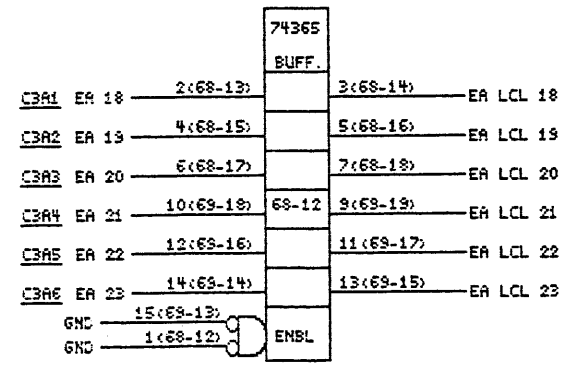 74365
BUFF.
C3A1 EA 18 2(68-13) 3(68-14) EA LCL 18
C3A2 EA 19 4(68-15) 5(68-16) EA LCL 19
C3A3 EA 20 6(68-17) 7(68-18) EA LCL 20
C3A4 EA 21 10(69-18) 68-12 9(69-19) EA LCL 21
C3A5 EA 22 12(69-16) 11(69-17) EA LCL 22
C3A6 EA 23 14(69-14) 13(69-15) EA LCL 23
GND 15(69-13)
GND 1(68-12) ENBL